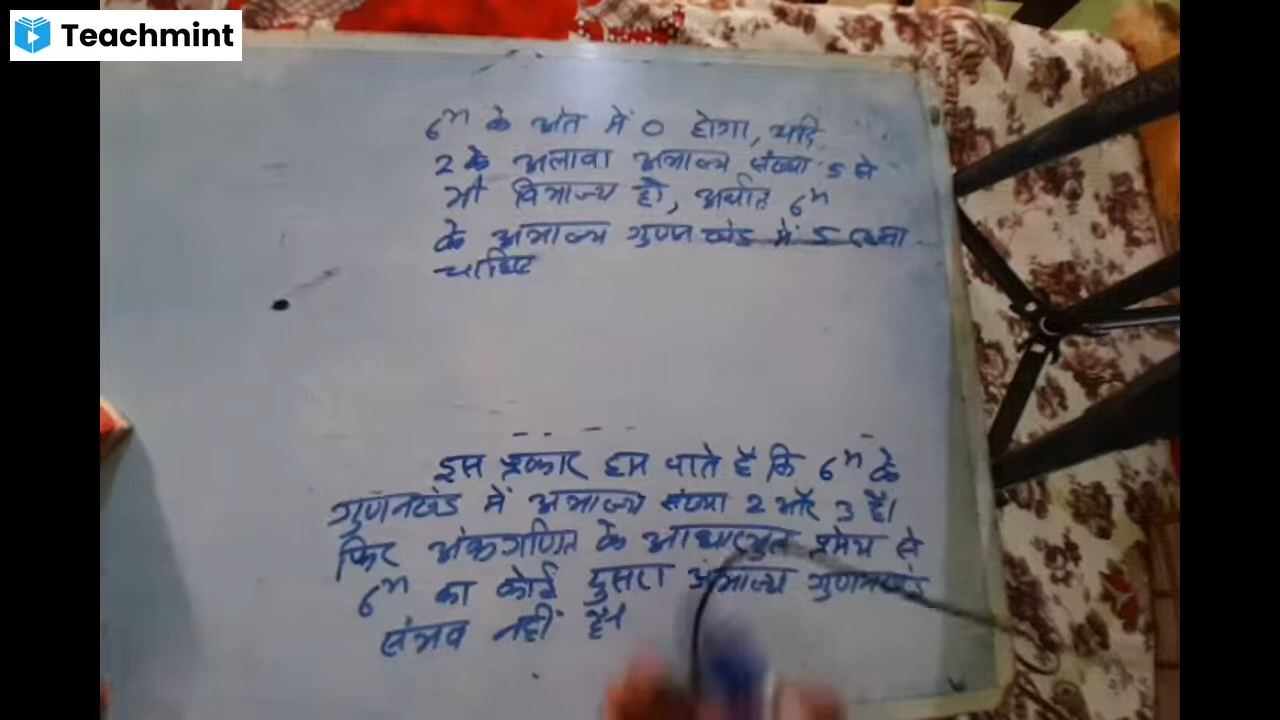 Teachmint
6ⁿ के अंत में 0 होगा, यदि
2 के अलावा अभाज्य संख्या 5 से
भी विभाज्य हो, अर्थात 6ⁿ
के अभाज्य गुणन खंड में 5
चाहिए
इस प्रकार हम पाते है कि 6ⁿ के
गुणनखंड में अभाज्य संख्या 2 और 3 है।
फिर अंकगणित के आधारभुत प्रमेय से
6ⁿ का कोई दुसरा अभाज्य गुणनखंड
संभव नहीं है।